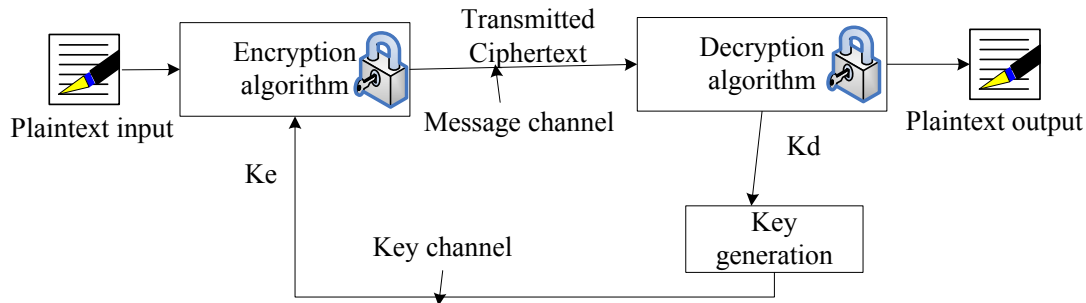 Transmitted
Ciphertext
Encryption
algorithm
Decryption
algorithm
Plaintext input
Message channel
Plaintext output
Ke
Kd
Key
generation
Key channel